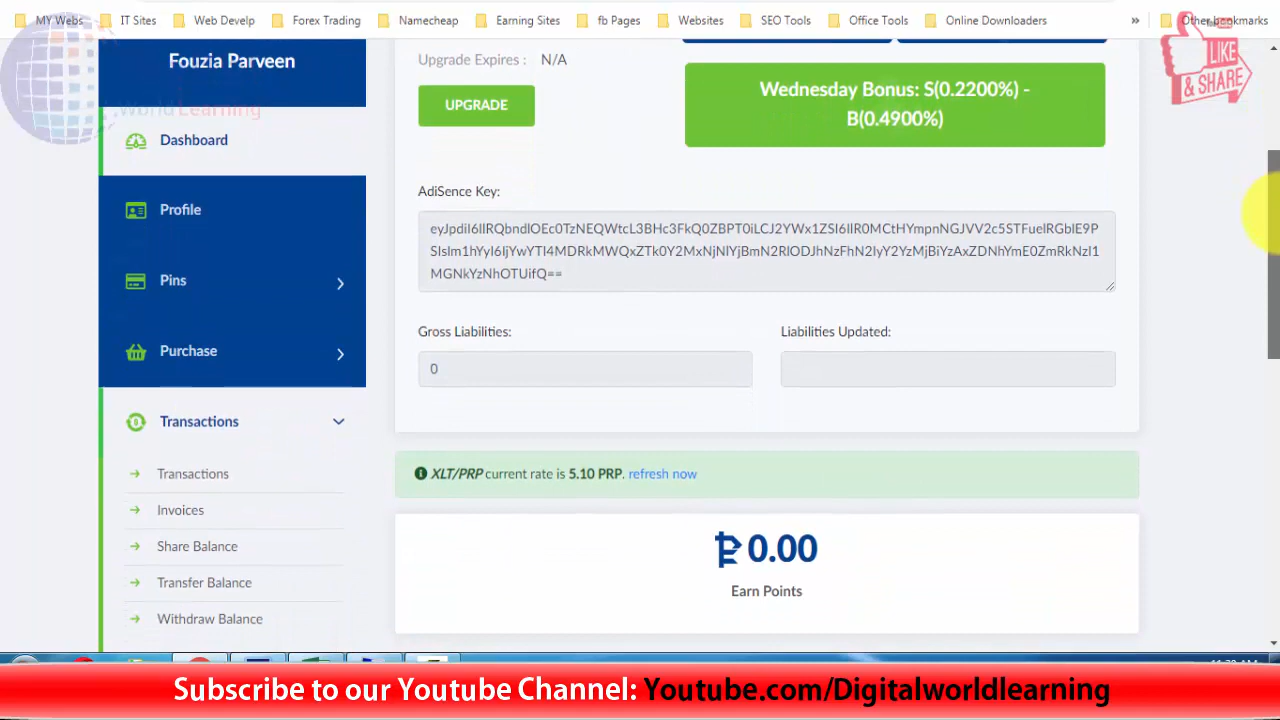 MY Webs
IT Sites
Web Develp
Forex Trading
Namecheap
Earning Sites
fb Pages
Websites
SEO Tools
Office Tools
Online Downloaders
»
Other bookmarks
LIKE
& SHARE
World Learning
Fouzia Parveen
Dashboard
Profile
Pins
Purchase
Transactions
Transactions
Invoices
Share Balance
Transfer Balance
Withdraw Balance
Upgrade Expires : N/A
UPGRADE
Wednesday Bonus: S(0.2200%) -
B(0.4900%)
AdiSence Key:
Gross Liabilities:
Liabilities Updated:
0
XLT/PRP current rate is 5.10 PRP. refresh now
0.00
Earn Points
Subscribe to our Youtube Channel: Youtube.com/Digitalworldlearning